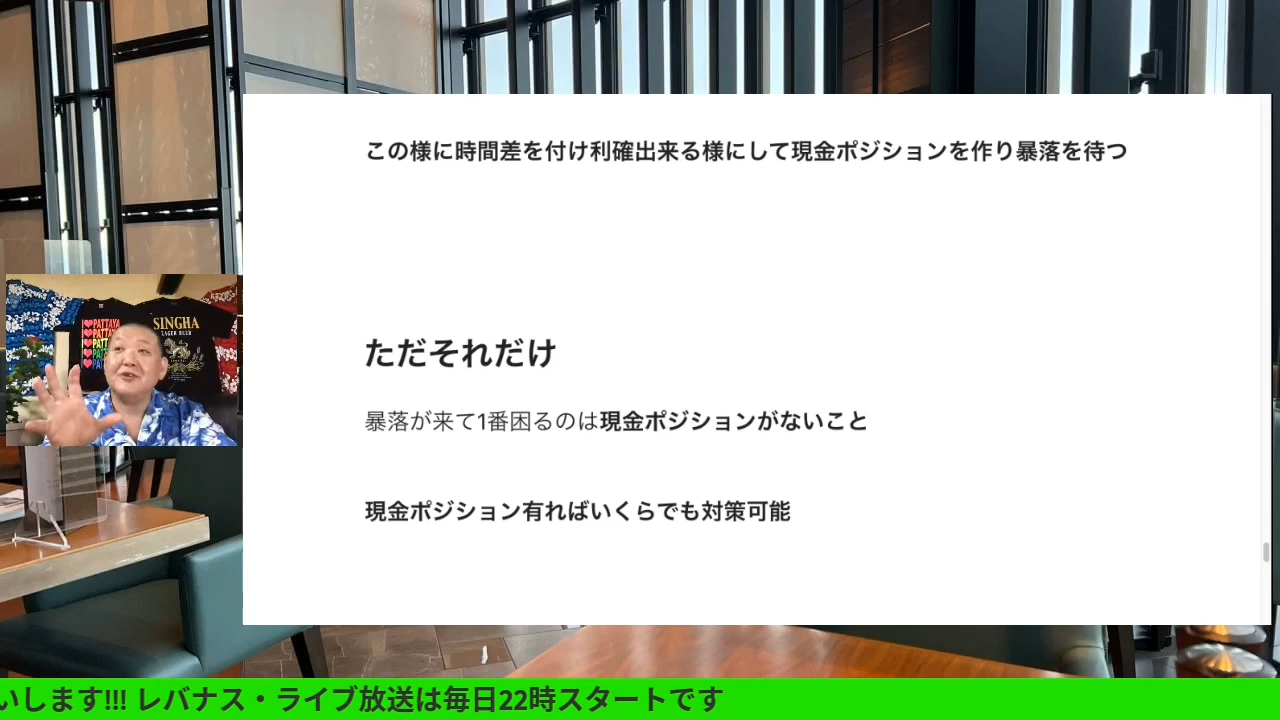 この様に時間差を付け利確出来る様にして現金ポジションを作り暴落を待つ
ただそれだけ
暴落が来て1番困るのは現金ポジションがないこと
現金ポジション有ればいくらでも対策可能
PATTAYA
PATTAYA
SINGHA
LAGER BEER
いします!!! レバナス・ライブ放送は毎日22時スタートです